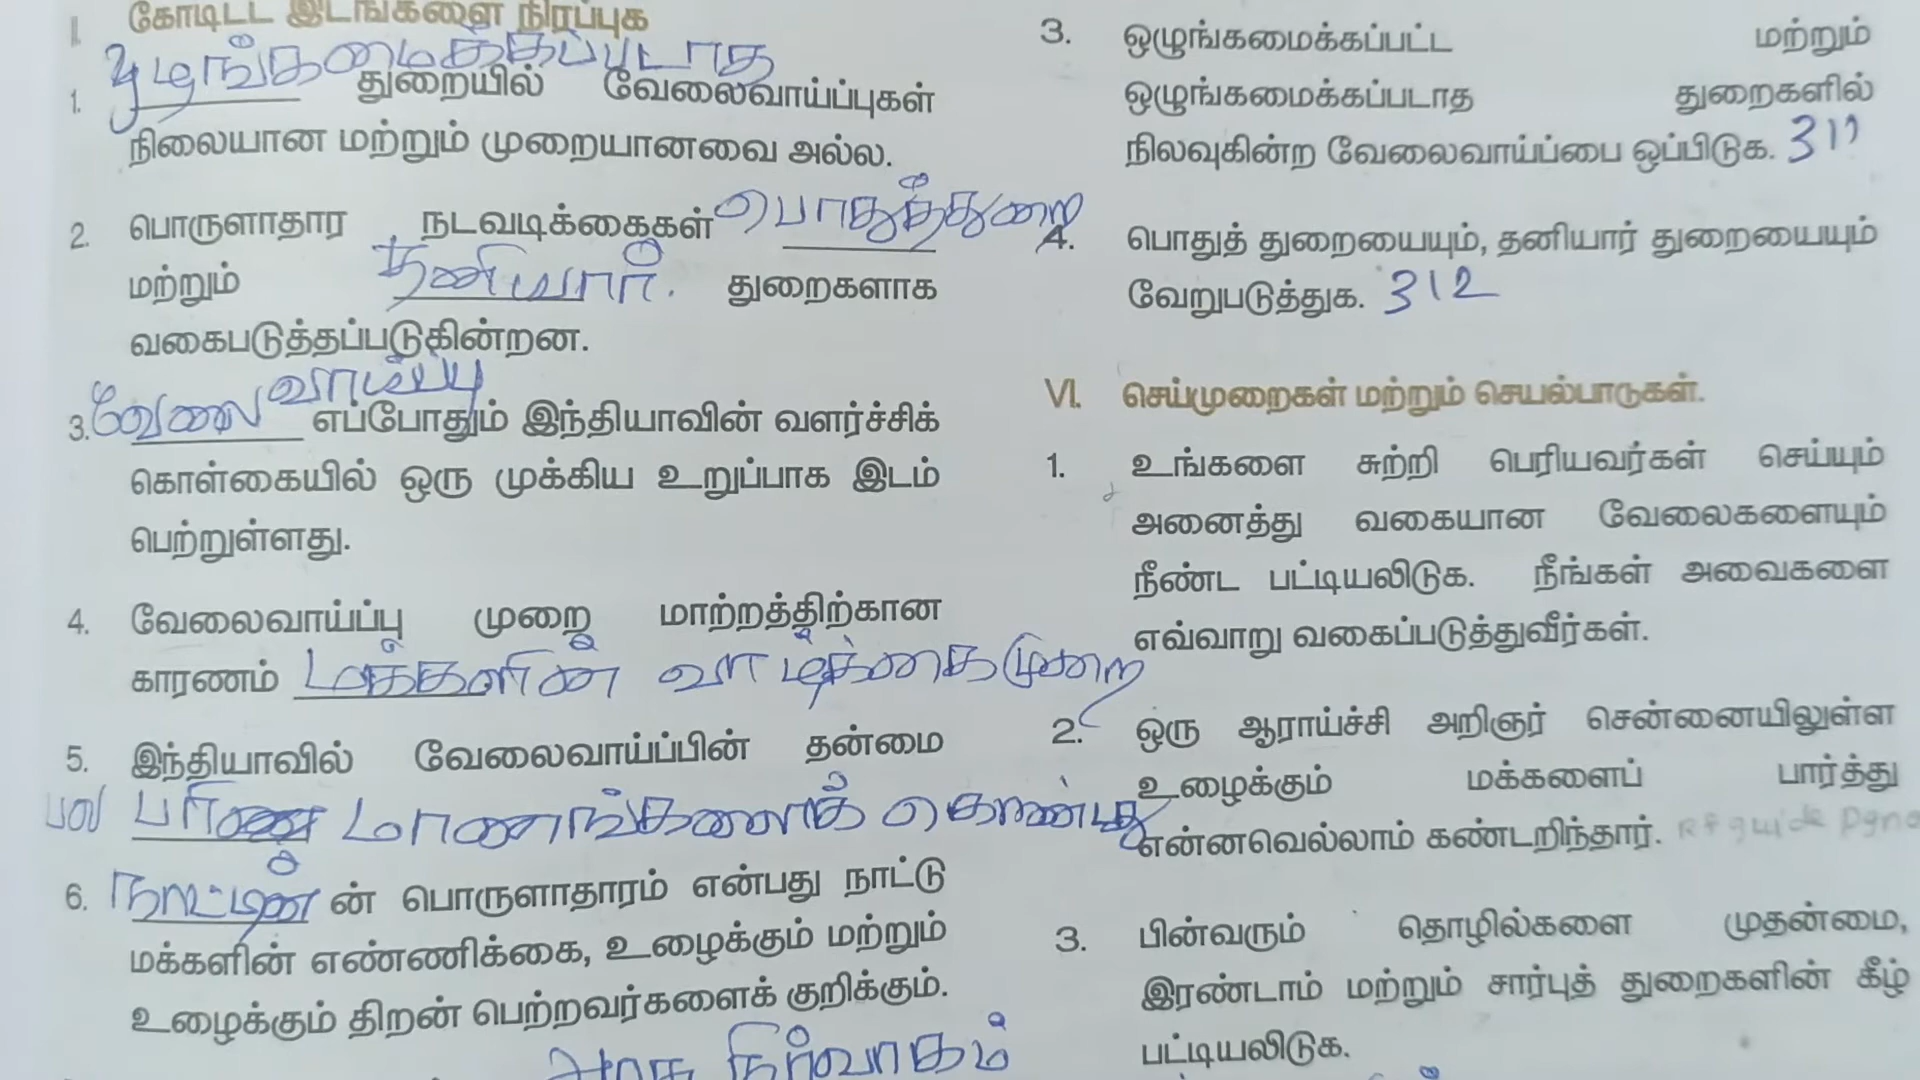 II. கோடிட்ட இடங்களை நிரப்புக
1. துறையில் வேலைவாய்ப்புகள்
நிலையான மற்றும் முறையானவை அல்ல.
2. பொருளாதார நடவடிக்கைகள் பொதுத்துறை
மற்றும் தனியார். துறைகளாக
வகைபடுத்தப்படுகின்றன.
வேலை வாய்ப்பு
3. எப்போதும் இந்தியாவின் வளர்ச்சிக்
கொள்கையில் ஒரு முக்கிய உறுப்பாக இடம்
பெற்றுள்ளது.
4. வேலைவாய்ப்பு முறை மாற்றத்திற்கான
காரணம் மக்களின் வாழ்க்கைமுறை
5. இந்தியாவில் வேலைவாய்ப்பின் தன்மை
பல பரிணாமாணங்களைக் கொண்டது
6. நாட்டின் ன் பொருளாதாரம் என்பது நாட்டு
மக்களின் எண்ணிக்கை, உழைக்கும் மற்றும்
உழைக்கும் திறன் பெற்றவர்களைக் குறிக்கும்.
அரசு நிர்வாகம்
3. ஒழுங்கமைக்கப்பட்ட மற்றும்
ஒழுங்கமைக்கப்படாத துறைகளில்
நிலவுகின்ற வேலைவாய்ப்பை ஒப்பிடுக. 311
4. பொதுத் துறையையும், தனியார் துறையையும்
வேறுபடுத்துக. 312
VI. செய்முறைகள் மற்றும் செயல்பாடுகள்.
1. உங்களை சுற்றி பெரியவர்கள் செய்யும்
அனைத்து வகையான வேலைகளையும்
நீண்ட பட்டியலிடுக. நீங்கள் அவைகளை
எவ்வாறு வகைப்படுத்துவீர்கள்.
2. ஒரு ஆராய்ச்சி அறிஞர் சென்னையிலுள்ள
உழைக்கும் மக்களைப் பார்த்து
என்னவெல்லாம் கண்டறிந்தார். guide
3. பின்வரும் தொழில்களை முதன்மை,
இரண்டாம் மற்றும் சார்புத் துறைகளின் கீழ்
பட்டியலிடுக.